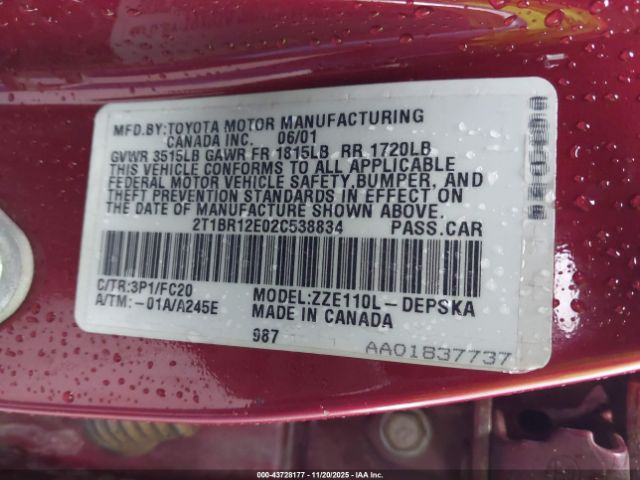 MFD.BY:TOYOTA MOTOR MANUFACTURING
CANADA INC. 06/01
GVWR 3515LB GAWR FR 1815LB RR 1720LB
THIS VEHICLE CONFORMS TO ALL APPLICABLE
FEDERAL MOTOR VEHICLE SAFETY,BUMPER, AND
THEFT PREVENTION STANDARDS IN EFFECT ON
THE DATE OF MANUFACTURE SHOWN ABOVE.
2T1BR12E02C538834 PASS.CAR
C/TR:3P1/FC20 MODEL:ZZE110L-DEPSKA
A/TM:-01A/A245E MADE IN CANADA
987
AA01837737
00-43728177 - 11/20/2025 - IAA Inc.